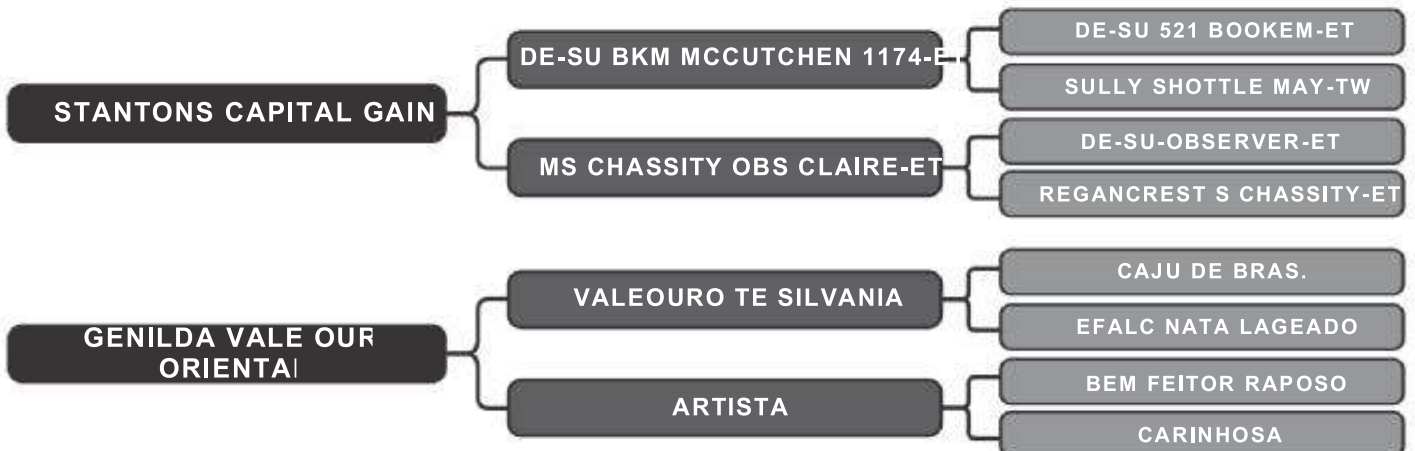 STANTONS CAPITAL GAIN
DE-SU BKM MCCUTCHEN 1174-ET
DE-SU 521 BOOKEM-ET
SULLY SHOTTLE MAY-TW
MS CHASSITY OBS CLAIRE-ET
DE-SU-OBSERVER-ET
REGANCREST S CHASSITY-ET
GENILDA VALE OUR
VALEOURO TE SILVANIA
CAJU DE BRAS.
EFALC NATA LAGEADO
ARTISTA
BEM FEITOR RAPOSO
CARINHOSA